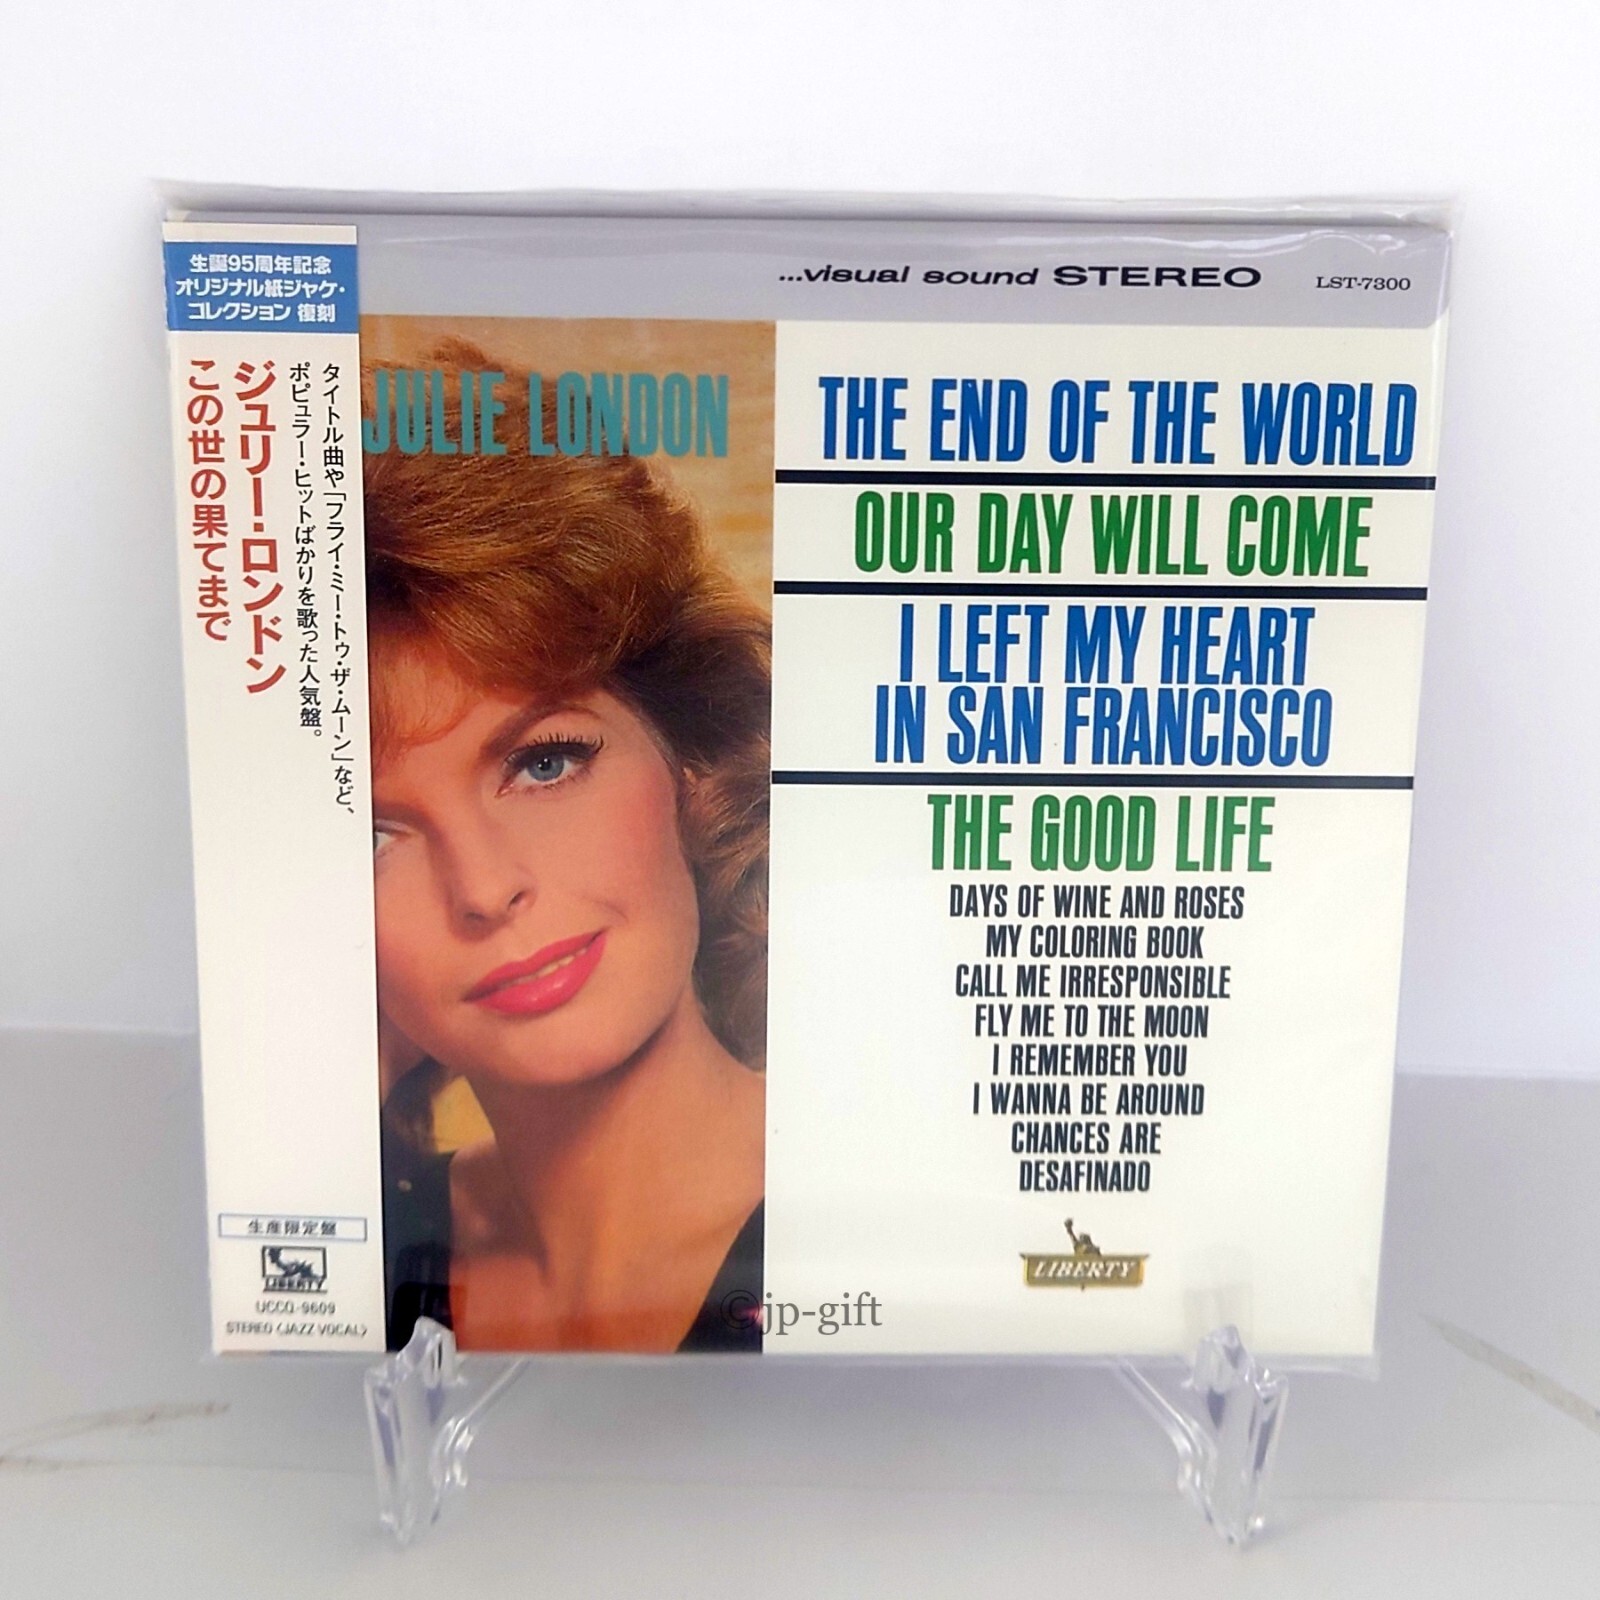 生誕95周年記念
オリジナル紙ジャケ・
コレクション 復刻
タイトル曲や「フライ・ミー・トゥ・ザ・ムーン」など、
ポピュラー・ヒットばかりを歌った人気盤。
ジュリー・ロンドン
この世の果てまで
生産限定盤
LIBERTY
UCCQ-9609
STEREO 〈JAZZ VOCAL〉
...visual sound STEREO
LST-7300
JULIE LONDON
THE END OF THE WORLD
OUR DAY WILL COME
I LEFT MY HEART
IN SAN FRANCISCO
THE GOOD LIFE
DAYS OF WINE AND ROSES
MY COLORING BOOK
CALL ME IRRESPONSIBLE
FLY ME TO THE MOON
I REMEMBER YOU
I WANNA BE AROUND
CHANCES ARE
DESAFINADO
LIBERTY
©jp-gift